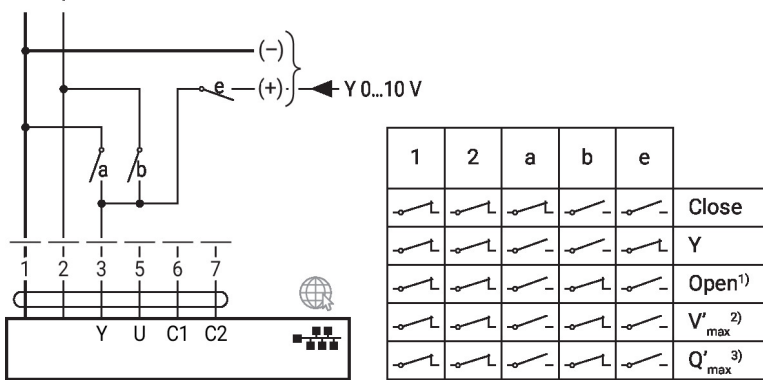 (–)
e (+) Y 0...10 V
a b
1 2 3 5 6 7
Y U C1 C2
1 2 a b e
Close
Y
Open¹⁾
V'max²⁾
Q'max³⁾